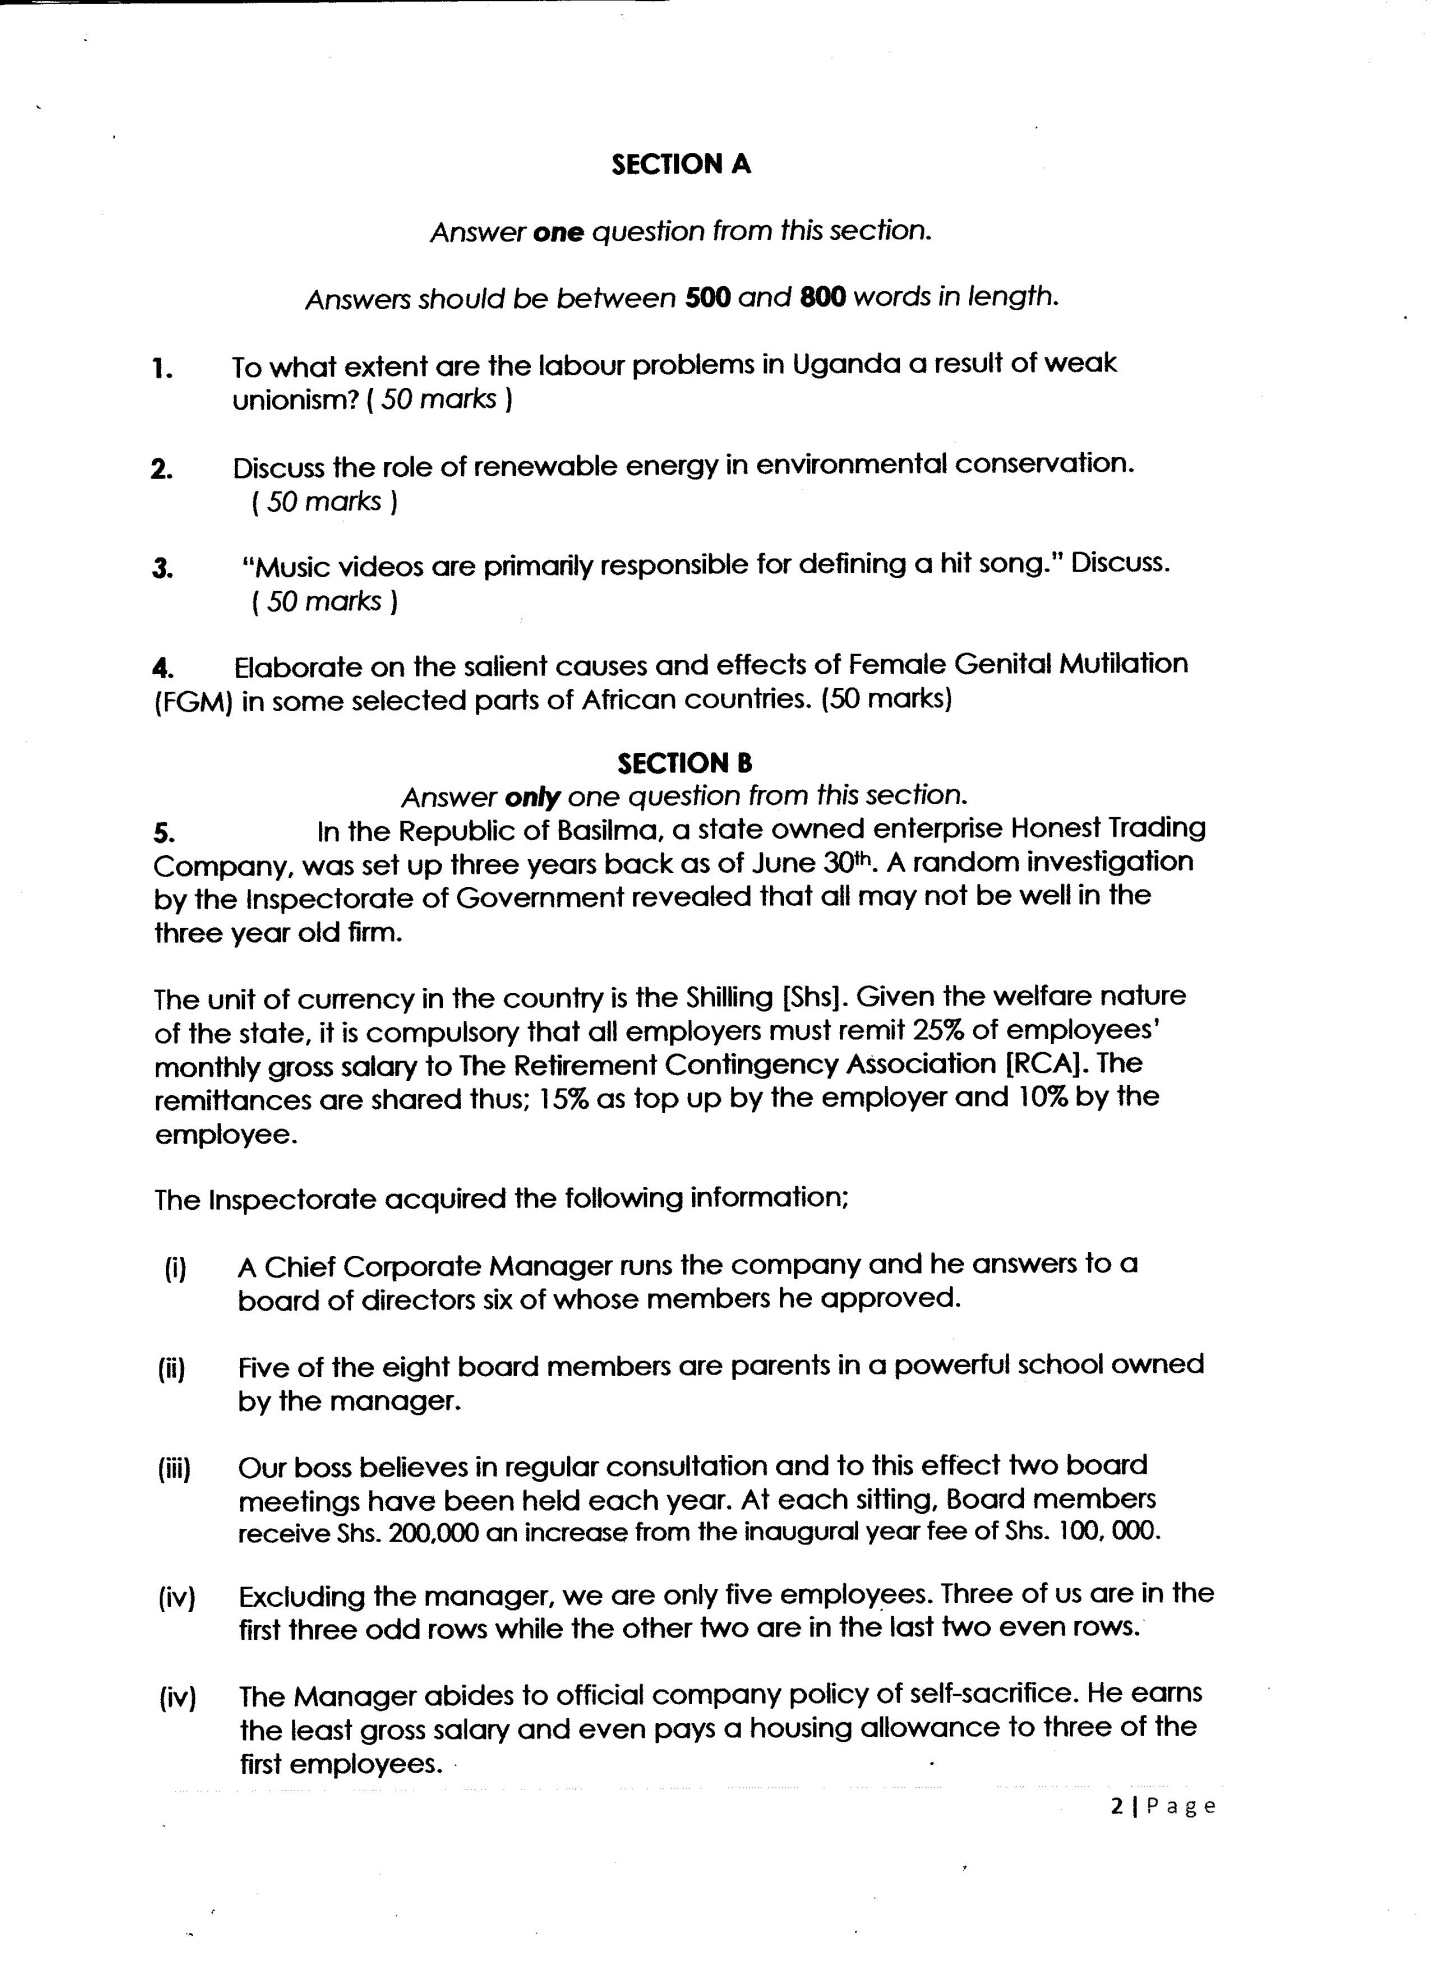 SECTION A
Answer one question from this section.
Answers should be between 500 and 800 words in length.
1. To what extent are the labour problems in Uganda a result of weak
unionism? ( 50 marks )
2. Discuss the role of renewable energy in environmental conservation.
( 50 marks )
3. “Music videos are primarily responsible for defining a hit song.” Discuss.
( 50 marks )
4. Elaborate on the salient causes and effects of Female Genital Mutilation
(FGM) in some selected parts of African countries. (50 marks)
SECTION B
Answer only one question from this section.
5. In the Republic of Basilma, a state owned enterprise Honest Trading
Company, was set up three years back as of June 30th. A random investigation
by the Inspectorate of Government revealed that all may not be well in the
three year old firm.
The unit of currency in the country is the Shilling [Shs]. Given the welfare nature
of the state, it is compulsory that all employers must remit 25% of employees'
monthly gross salary to The Retirement Contingency Association [RCA]. The
remittances are shared thus; 15% as top up by the employer and 10% by the
employee.
The Inspectorate acquired the following information;
(i) A Chief Corporate Manager runs the company and he answers to a
board of directors six of whose members he approved.
(ii) Five of the eight board members are parents in a powerful school owned
by the manager.
(iii) Our boss believes in regular consultation and to this effect two board
meetings have been held each year. At each sitting, Board members
receive Shs. 200,000 an increase from the inaugural year fee of Shs. 100, 000.
(iv) Excluding the manager, we are only five employees. Three of us are in the
first three odd rows while the other two are in the last two even rows.
(iv) The Manager abides to official company policy of self-sacrifice. He earns
the least gross salary and even pays a housing allowance to three of the
first employees.
2 | P a g e